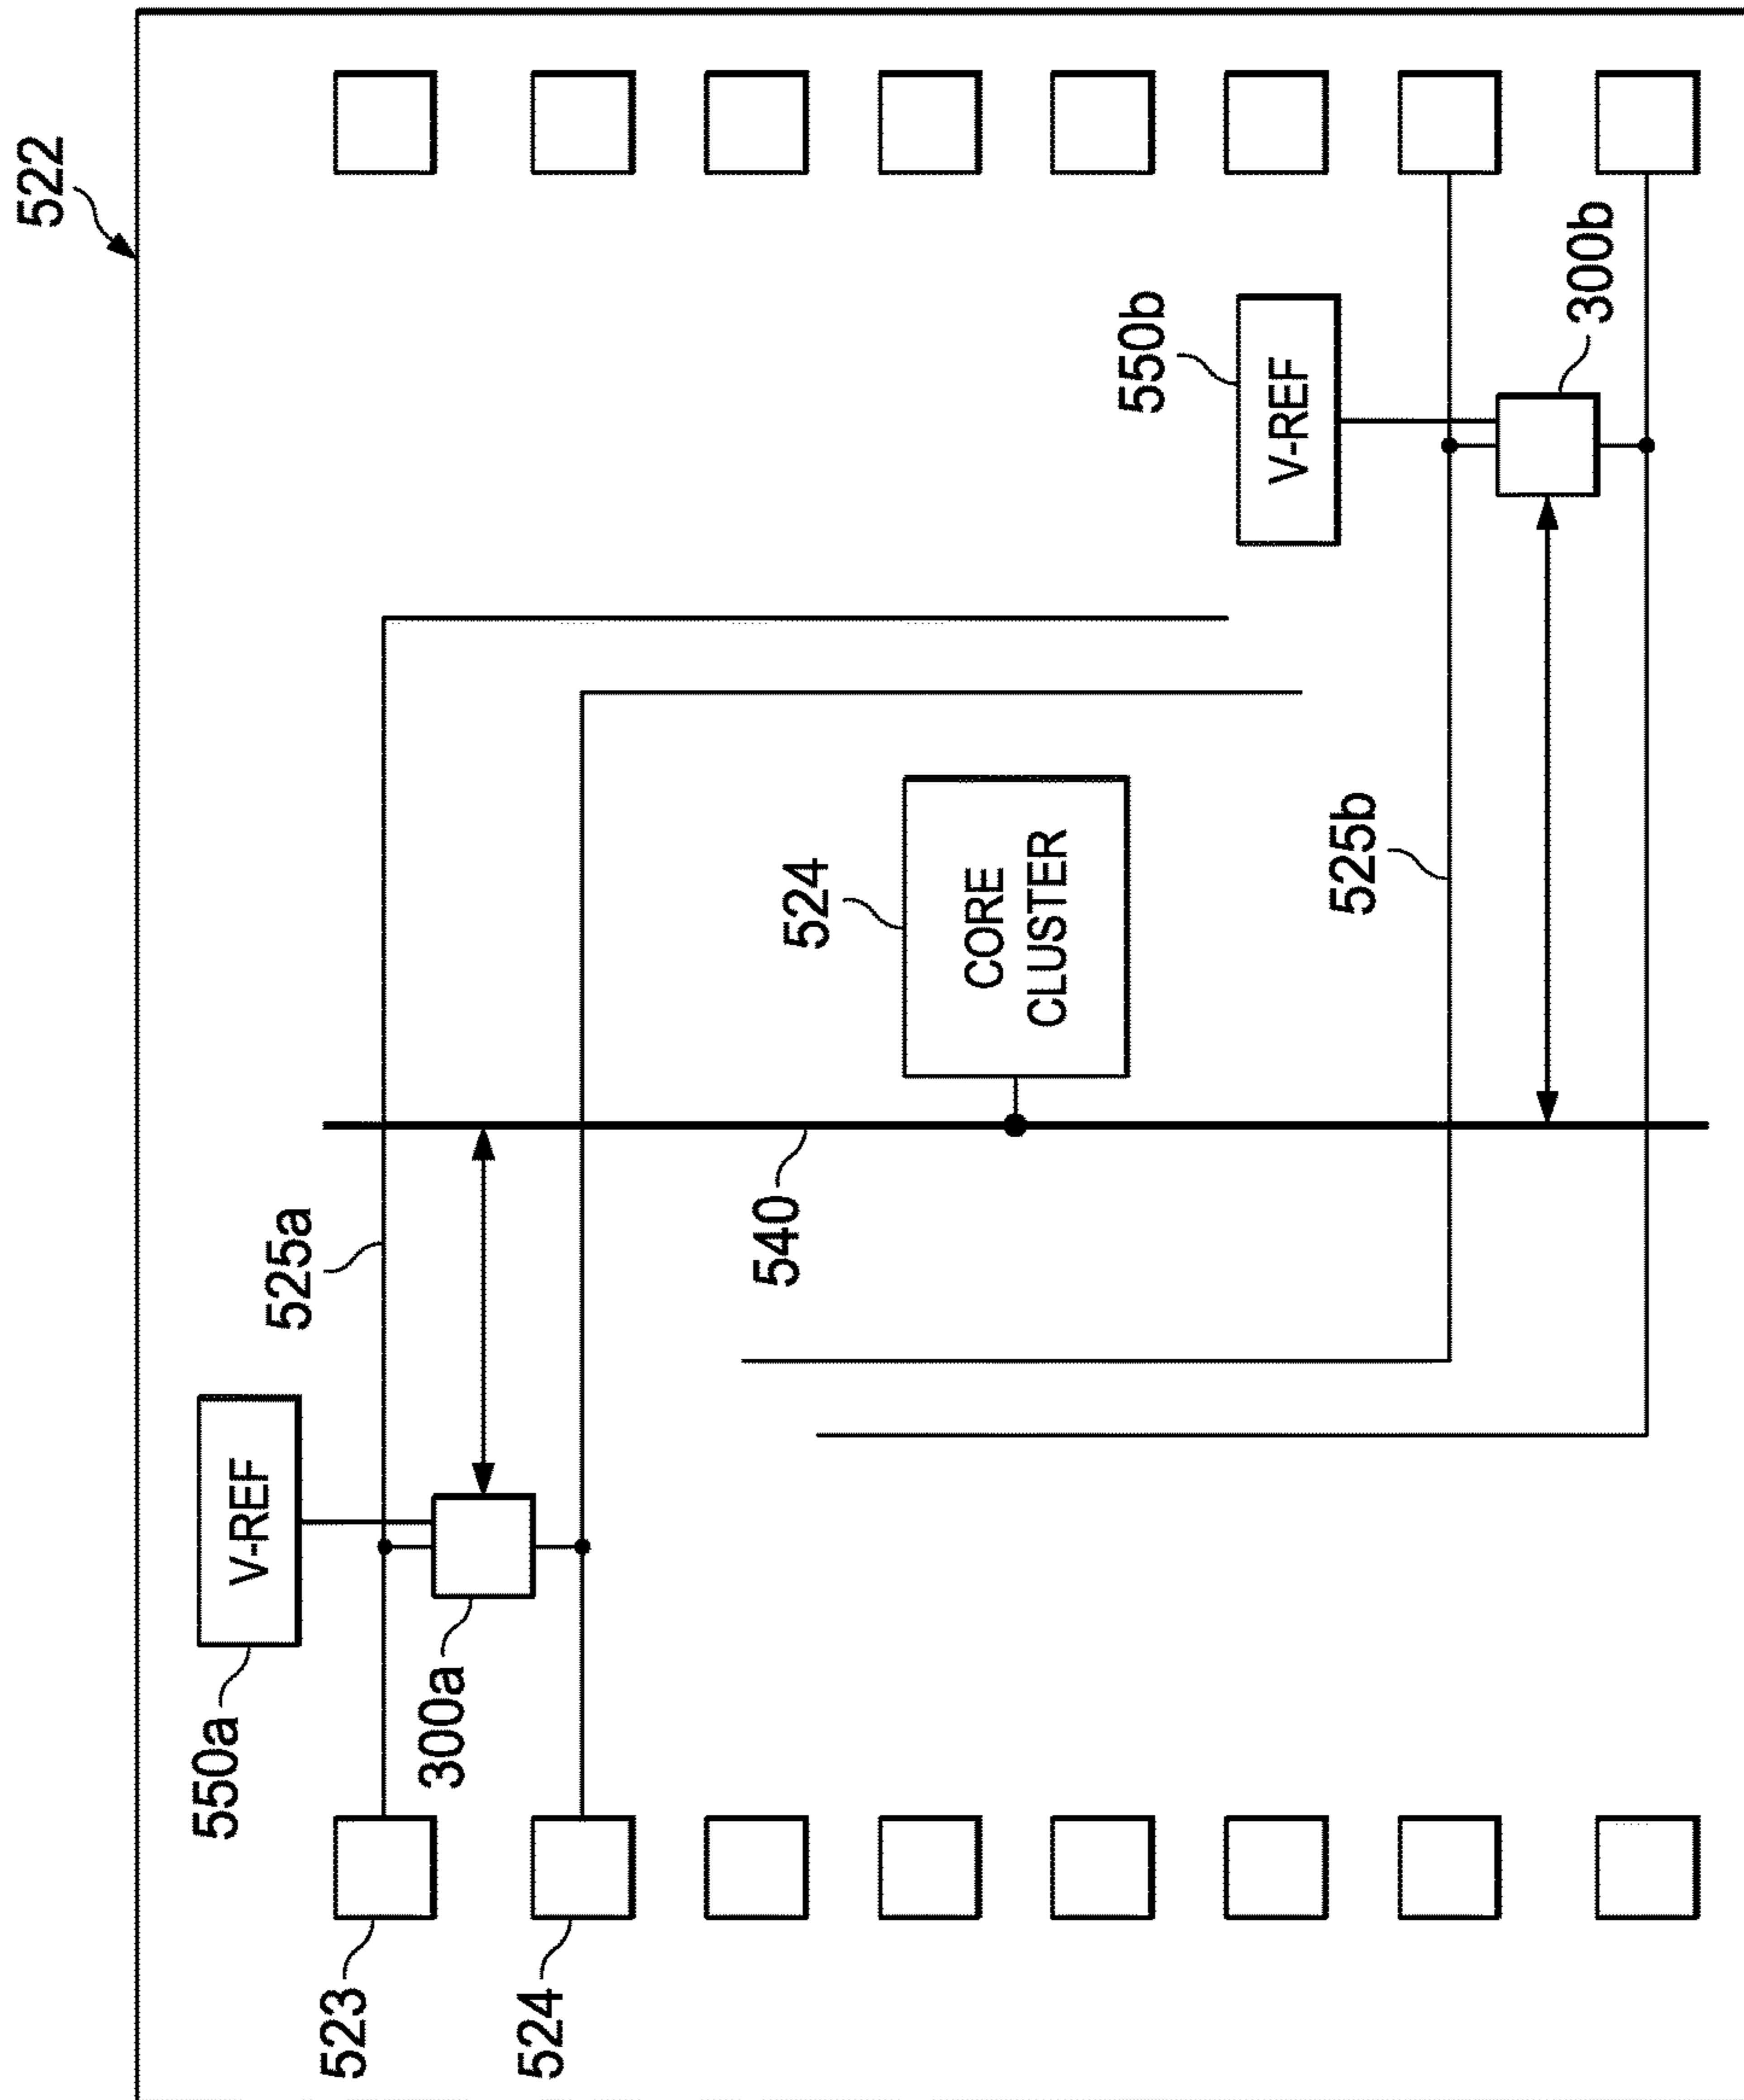 522
550a
V-REF
525a
523
300a
524
540
524
CORE
CLUSTER
550b
V-REF
525b
300b